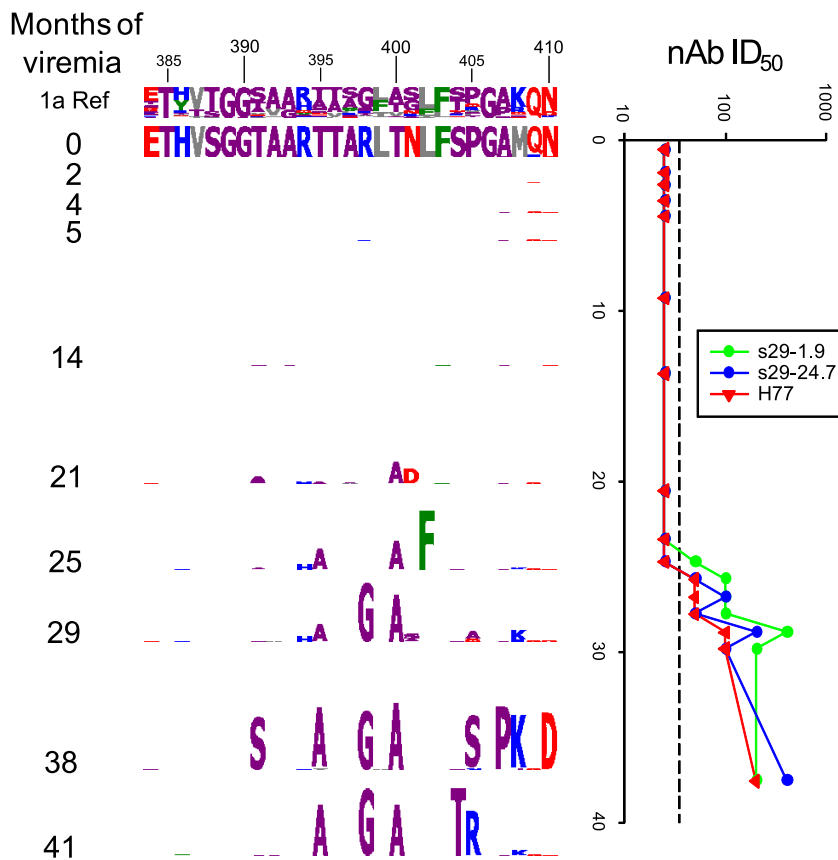 Months of
viremia
385 390 395 400 405 410
nAb ID50
10 100 1000
1a Ref
0 ETHVSGGTAARTTARLTNLFSPGAMQN
2
4
5
14
21 A D
25 A A F
29 A G A A K
38 S A G A S P K D
41 A G A T R K
0
10
20
30
40
s29-1.9
s29-24.7
H77